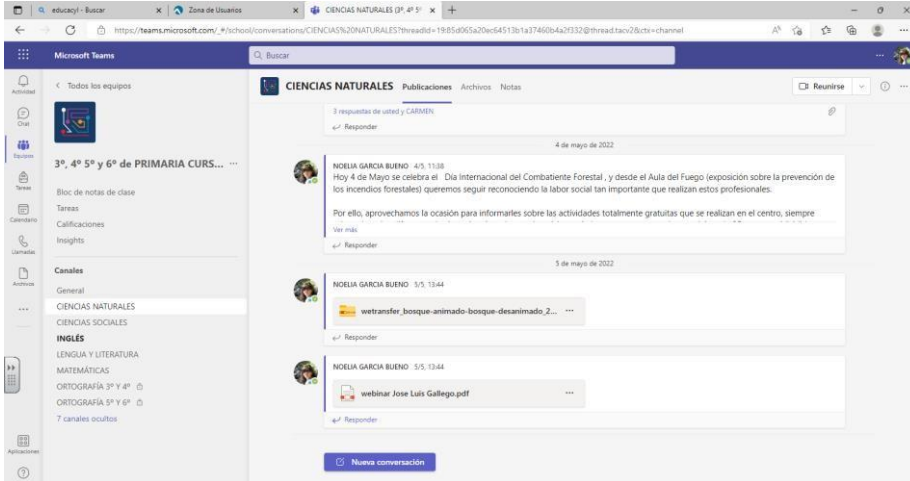 educacyl - Buscar
Zona de Usuarios
CIENCIAS NATURALES (3º, 4º 5º
https://teams.microsoft.com/_#/school/conversations/CIENCIAS%20NATURALES?threadId=19:85d065a20ec64513b1a37460b4a2f332@thread.tacv2&ctx=channel
Microsoft Teams
Buscar
Actividad
Chat
Equipos
Tareas
Calendario
Llamadas
Archivos
Aplicaciones
Todos los equipos
3º, 4º 5º y 6º de PRIMARIA CURS...
Bloc de notas de clase
Tareas
Calificaciones
Insights
Canales
General
CIENCIAS NATURALES
CIENCIAS SOCIALES
INGLÉS
LENGUA Y LITERATURA
MATEMÁTICAS
ORTOGRAFÍA 3º Y 4º
ORTOGRAFÍA 5º Y 6º
7 canales ocultos
CIENCIAS NATURALES Publicaciones Archivos Notas
Reunirse
3 respuestas de usted y CARMEN
Responder
4 de mayo de 2022
NOELIA GARCIA BUENO 4/5, 11:38
Hoy 4 de Mayo se celebra el Día Internacional del Combatiente Forestal , y desde el Aula del Fuego (exposición sobre la prevención de
los incendios forestales) queremos seguir reconociendo la labor social tan importante que realizan estos profesionales.
Por ello, aprovechamos la ocasión para informarles sobre las actividades totalmente gratuitas que se realizan en el centro, siempre
Ver más
Responder
5 de mayo de 2022
NOELIA GARCIA BUENO 5/5, 13:44
wetransfer_bosque-animado-bosque-desanimado_2...
Responder
NOELIA GARCIA BUENO 5/5, 13:44
webinar Jose Luis Gallego.pdf
Responder
Nueva conversación